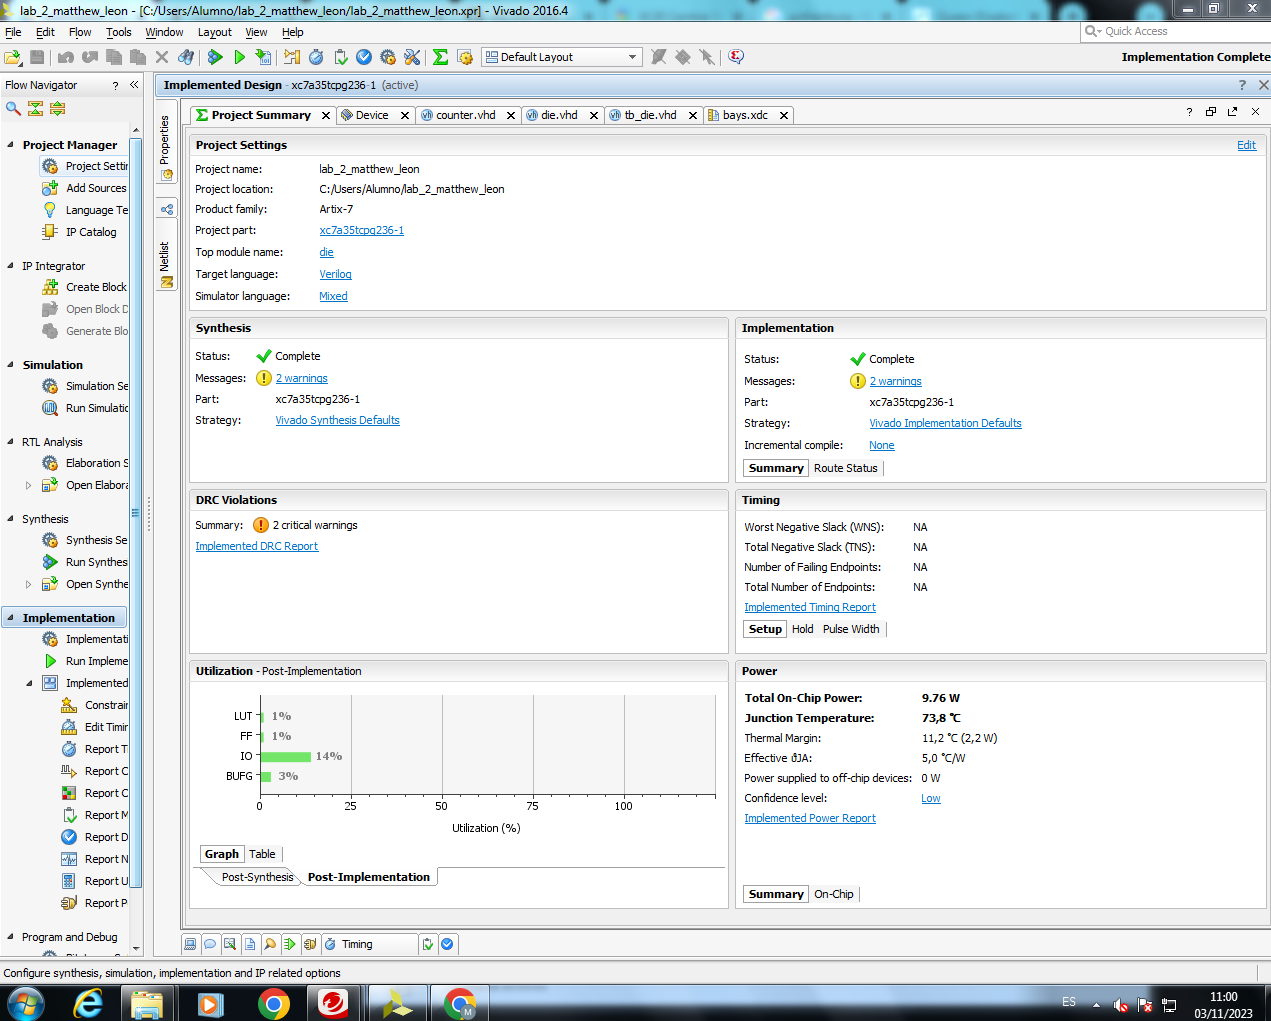 lab_2_matthew_leon - [C:/Users/Alumno/lab_2_matthew_leon/lab_2_matthew_leon.xpr] - Vivado 2016.4
File Edit Flow Tools Window Layout View Help
Quick Access
Default Layout
Implementation Complete
Flow Navigator ? «
Project Manager
Project Settin
Add Sources
Language Te
IP Catalog
IP Integrator
Create Block
Open Block D
Generate Blo
Simulation
Simulation Se
Run Simulatic
RTL Analysis
Elaboration S
Open Elabora
Synthesis
Synthesis Se
Run Synthes
Open Synthe
Implementation
Implementati
Run Impleme
Implemented
Constrair
Edit Timir
Report T
Report C
Report C
Report M
Report D
Report N
Report U
Report P
Program and Debug
Implemented Design - xc7a35tcpg236-1 (active)
Properties
Netlist
Project Summary
Device
counter.vhd
die.vhd
tb_die.vhd
bays.xdc
Project Settings
Edit
Project name: lab_2_matthew_leon
Project location: C:/Users/Alumno/lab_2_matthew_leon
Product family: Artix-7
Project part: xc7a35tcpg236-1
Top module name: die
Target language: Verilog
Simulator language: Mixed
Synthesis
Status: Complete
Messages: 2 warnings
Part: xc7a35tcpg236-1
Strategy: Vivado Synthesis Defaults
Implementation
Status: Complete
Messages: 2 warnings
Part: xc7a35tcpg236-1
Strategy: Vivado Implementation Defaults
Incremental compile: None
Summary Route Status
DRC Violations
Summary: 2 critical warnings
Implemented DRC Report
Timing
Worst Negative Slack (WNS): NA
Total Negative Slack (TNS): NA
Number of Failing Endpoints: NA
Total Number of Endpoints: NA
Implemented Timing Report
Setup Hold Pulse Width
Utilization - Post-Implementation
LUT 1%
FF 1%
IO 14%
BUFG 3%
0 25 50 75 100
Utilization (%)
Graph Table
Post-Synthesis Post-Implementation
Power
Total On-Chip Power: 9.76 W
Junction Temperature: 73,8 °C
Thermal Margin: 11,2 °C (2,2 W)
Effective ϑJA: 5,0 °C/W
Power supplied to off-chip devices: 0 W
Confidence level: Low
Implemented Power Report
Summary On-Chip
Timing
Configure synthesis, simulation, implementation and IP related options
M
ES
11:00
03/11/2023